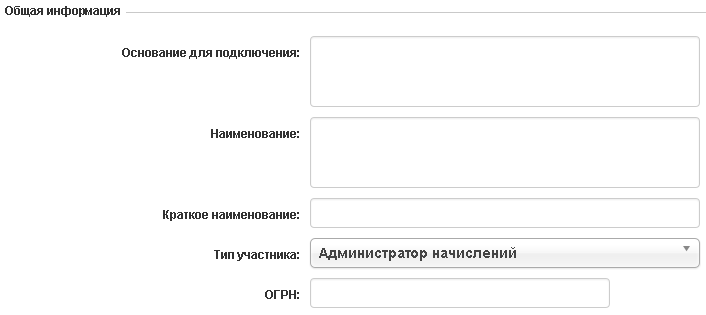 Общая информация
Основание для подключения:
Наименование:
Краткое наименование:
Тип участника: Администратор начислений
ОГРН: